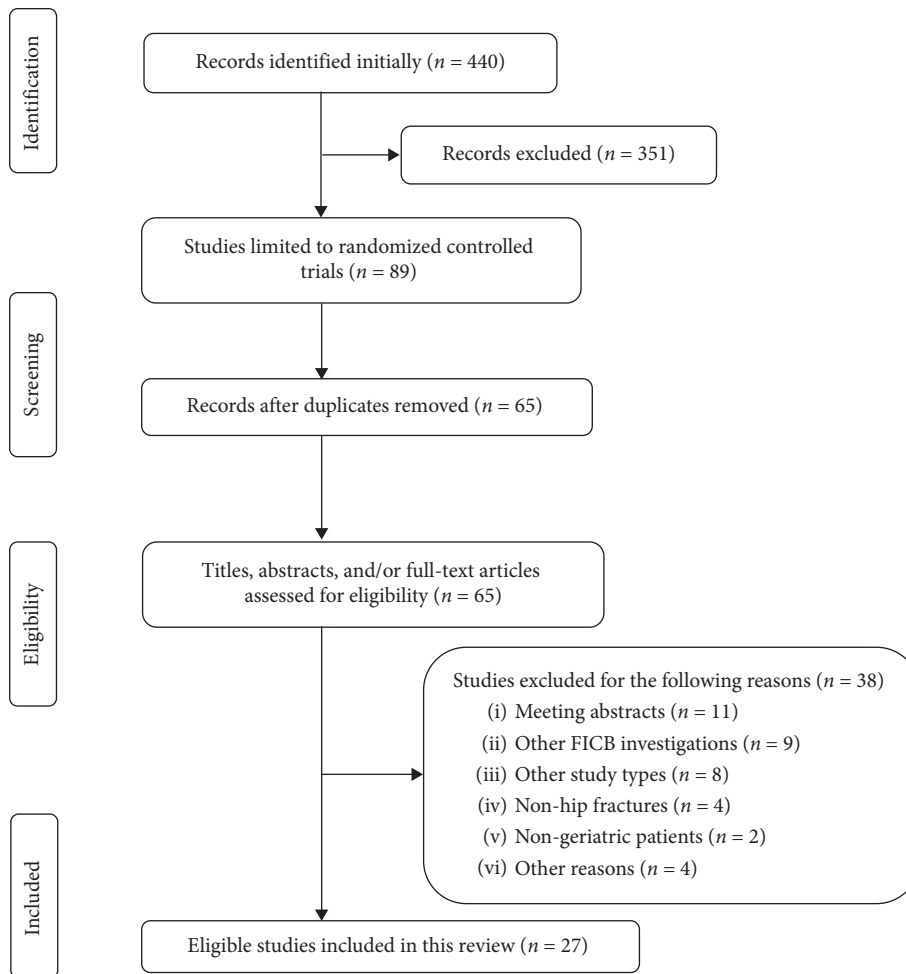 Identification
Records identified initially (n = 440)
Records excluded (n = 351)
Studies limited to randomized controlled
trials (n = 89)
Screening
Records after duplicates removed (n = 65)
Eligibility
Titles, abstracts, and/or full-text articles
assessed for eligibility (n = 65)
Studies excluded for the following reasons (n = 38)
(i) Meeting abstracts (n = 11)
(ii) Other FICB investigations (n = 9)
(iii) Other study types (n = 8)
(iv) Non-hip fractures (n = 4)
(v) Non-geriatric patients (n = 2)
(vi) Other reasons (n = 4)
Included
Eligible studies included in this review (n = 27)